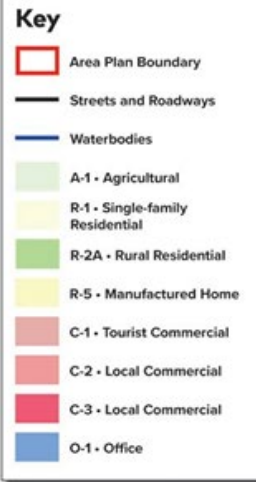 Key
Area Plan Boundary
Streets and Roadways
Waterbodies
A-1 • Agricultural
R-1 • Single-family
Residential
R-2A • Rural Residential
R-5 • Manufactured Home
C-1 • Tourist Commercial
C-2 • Local Commercial
C-3 • Local Commercial
O-1 • Office